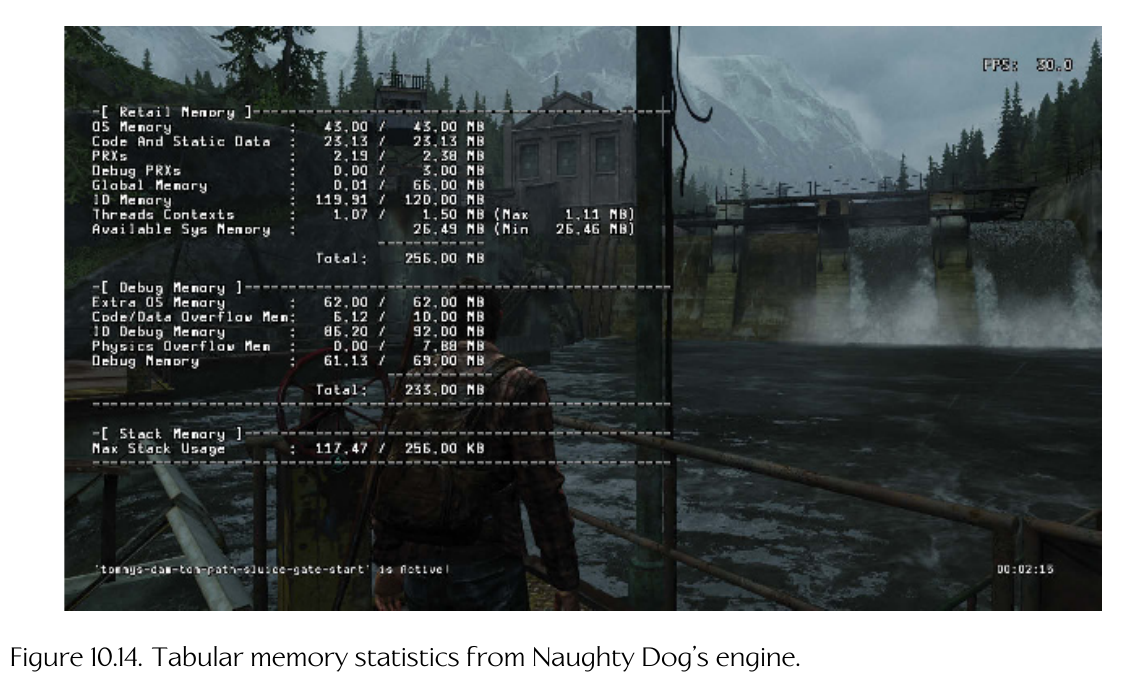 FPS: 30.0
-[ Retail Memory ]-
OS Memory : 43.00 / 43.00 MB
Code And Static Data : 23.13 / 23.13 MB
PRXs : 2.19 / 2.38 MB
Debug PRXs : 0.00 / 3.00 MB
Global Memory : 0.01 / 66.00 MB
ID Memory : 119.91 / 120.00 MB
Threads Contexts : 1.07 / 1.50 MB (Max 1.11 MB)
Available Sys Memory : 26.49 MB (Min 26.46 MB)
Total: 256.00 MB
-[ Debug Memory ]-
Extra OS Memory : 62.00 / 62.00 MB
Code/Data Overflow Mem: 6.12 / 10.00 MB
ID Debug Memory : 86.20 / 92.00 MB
Physics Overflow Mem : 0.00 / 7.88 MB
Debug Memory : 61.13 / 69.00 MB
Total: 233.00 MB
-[ Stack Memory ]-
Max Stack Usage : 117.47 / 256.00 KB
'tommys-dam-tom-path-sluice-gate-start' is Active!
00:02:15
Figure 10.14. Tabular memory statistics from Naughty Dog’s engine.